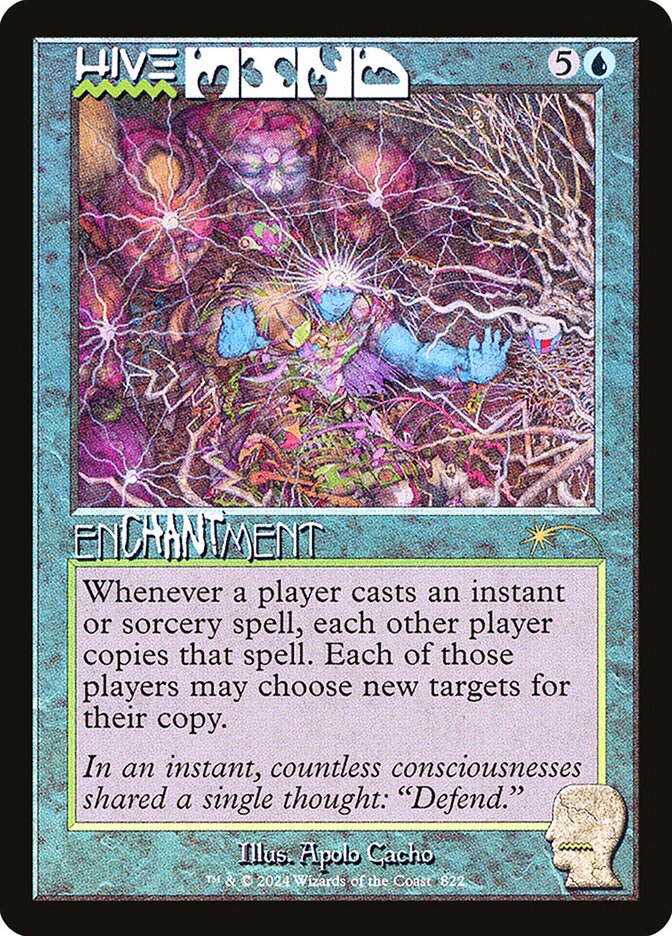 HIVE MIND 5
ENCHANTMENT
Whenever a player casts an instant
or sorcery spell, each other player
copies that spell. Each of those
players may choose new targets for
their copy.
In an instant, countless consciousnesses
shared a single thought: “Defend.”
Illus. Apolo Cacho
™ & © 2024 Wizards of the Coast 822